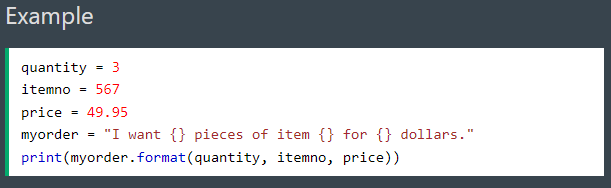 Example
quantity = 3
itemno = 567
price = 49.95
myorder = "I want {} pieces of item {} for {} dollars."
print(myorder.format(quantity, itemno, price))